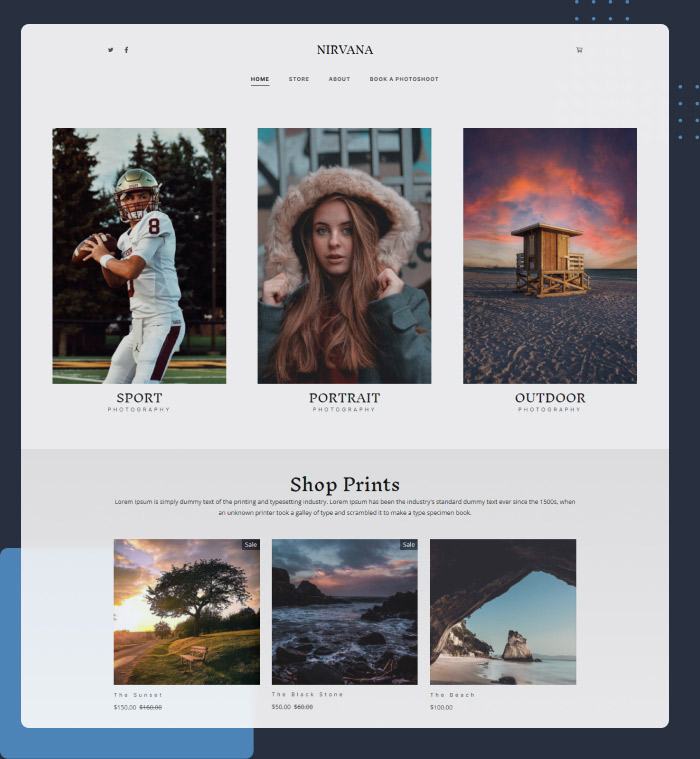 NIRVANA
HOME STORE ABOUT BOOK A PHOTOSHOOT
8
SPORT PORTRAIT OUTDOOR
PHOTOGRAPHY PHOTOGRAPHY PHOTOGRAPHY
Shop Prints
Lorem Ipsum is simply dummy text of the printing and typesetting industry. Lorem Ipsum has been the industry's standard dummy text ever since the 1500s, when
an unknown printer took a galley of type and scrambled it to make a type specimen book.
Sale Sale
The Sunset The Black Stone The Beach
$150.00 $160.00 $50.00 $60.00 $100.00